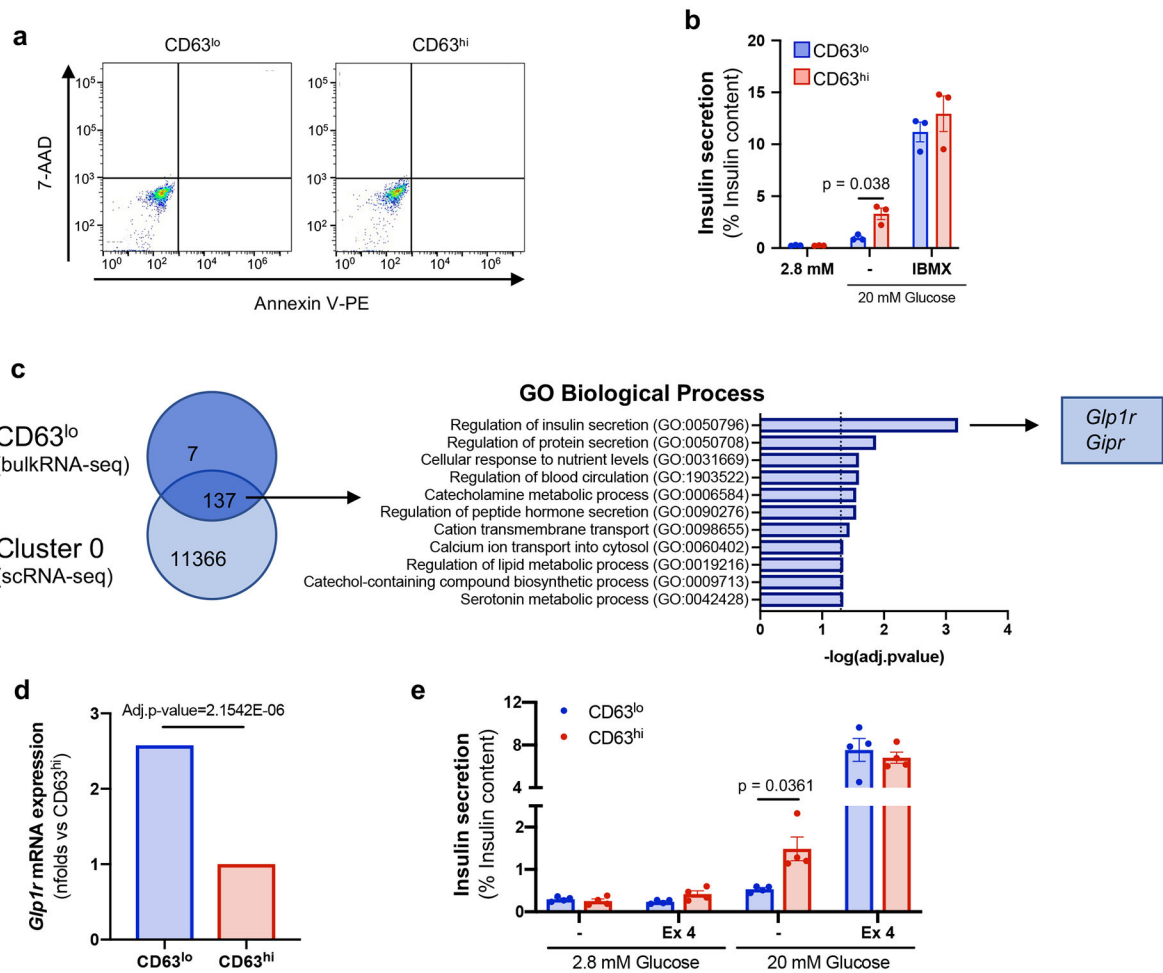 a
CD63lo
CD63hi
7-AAD
10⁵
10⁵
10³
10²
10⁰ 10² 10⁴ 10⁶
10⁵
10⁵
10³
10²
10⁰ 10² 10⁴ 10⁶
Annexin V-PE
b
Insulin secretion
(% Insulin content)
20
15
10
5
0
CD63lo
CD63hi
p = 0.038
2.8 mM
-
IBMX
20 mM Glucose
c
CD63lo
(bulkRNA-seq)
7
137
Cluster 0
(scRNA-seq)
11366
GO Biological Process
Regulation of insulin secretion (GO:0050796)
Regulation of protein secretion (GO:0050708)
Cellular response to nutrient levels (GO:0031669)
Regulation of blood circulation (GO:1903522)
Catecholamine metabolic process (GO:0006584)
Regulation of peptide hormone secretion (GO:0090276)
Cation transmembrane transport (GO:0098655)
Calcium ion transport into cytosol (GO:0060402)
Regulation of lipid metabolic process (GO:0019216)
Catechol-containing compound biosynthetic process (GO:0009713)
Serotonin metabolic process (GO:0042428)
0 1 2 3 4
-log(adj.pvalue)
Glp1r
Gipr
d
Glp1r mRNA expression
(nfolds vs CD63hi)
3
2
1
0
Adj.p-value=2.1542E-06
CD63lo
CD63hi
e
Insulin secretion
(% Insulin content)
12
8
4
2
1
0
CD63lo
CD63hi
p = 0.0361
-
Ex 4
-
Ex 4
2.8 mM Glucose
20 mM Glucose